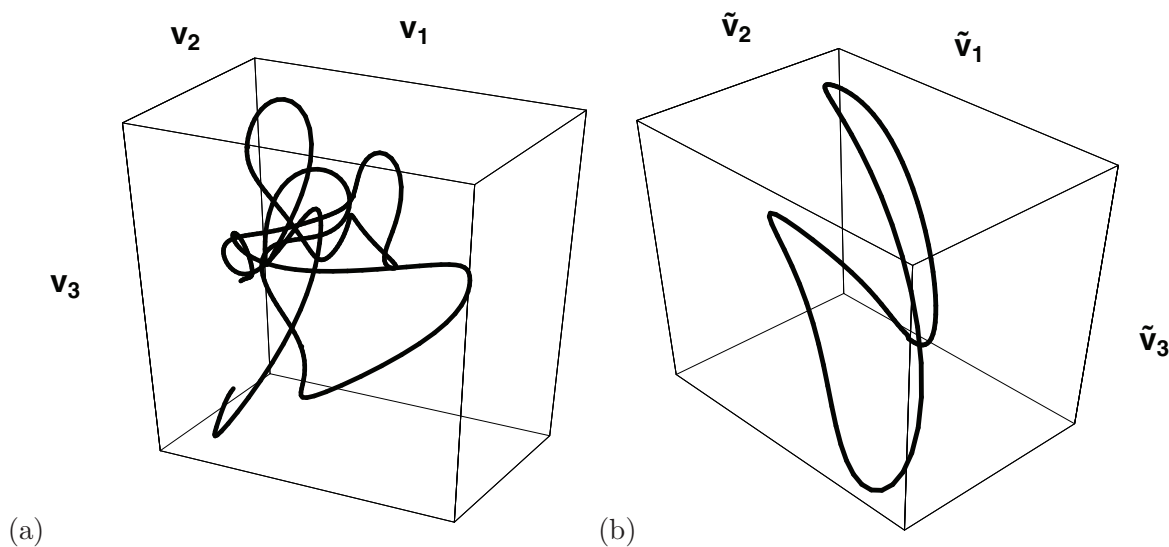 v₂ v₁
v₃
(a)
ṽ₂ ṽ₁
ṽ₃
(b)